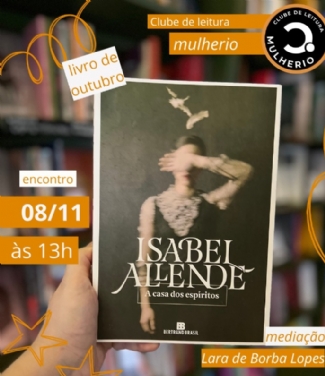 Clube de leitura
mulherio
CLUBE DE LEITURA
MULHERIO
livro de
outubro
encontro
08/11
às 13h
ISABEL
ALLENDE
A casa dos espíritos
BERTRAND BRASIL
mediação
Lara de Borba Lopes